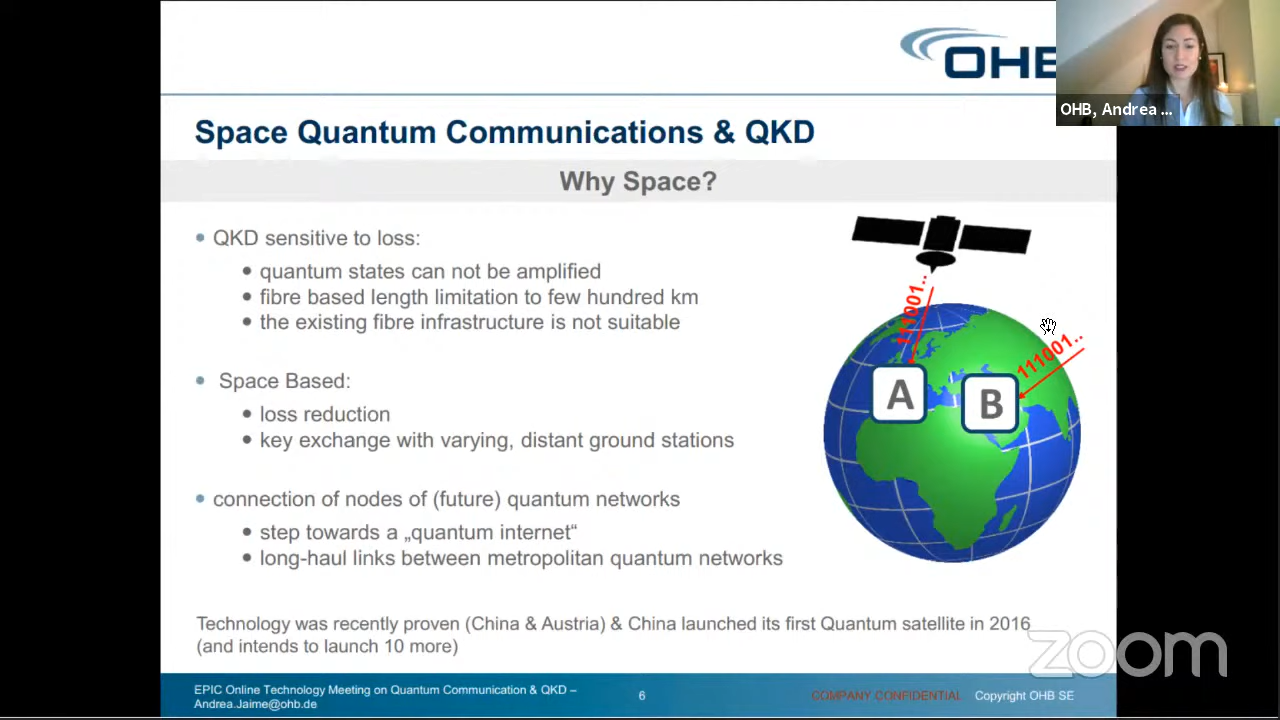 OHB
OHB, Andrea ...
Space Quantum Communications & QKD
Why Space?
QKD sensitive to loss:
quantum states can not be amplified
fibre based length limitation to few hundred km
the existing fibre infrastructure is not suitable
Space Based:
loss reduction
key exchange with varying, distant ground stations
connection of nodes of (future) quantum networks
step towards a „quantum internet“
long-haul links between metropolitan quantum networks
111001..
111001..
A
B
Technology was recently proven (China & Austria) & China launched its first Quantum satellite in 2016
(and intends to launch 10 more)
zoom
EPIC Online Technology Meeting on Quantum Communication & QKD –
Andrea.Jaime@ohb.de
6
COMPANY CONFIDENTIAL
Copyright OHB SE